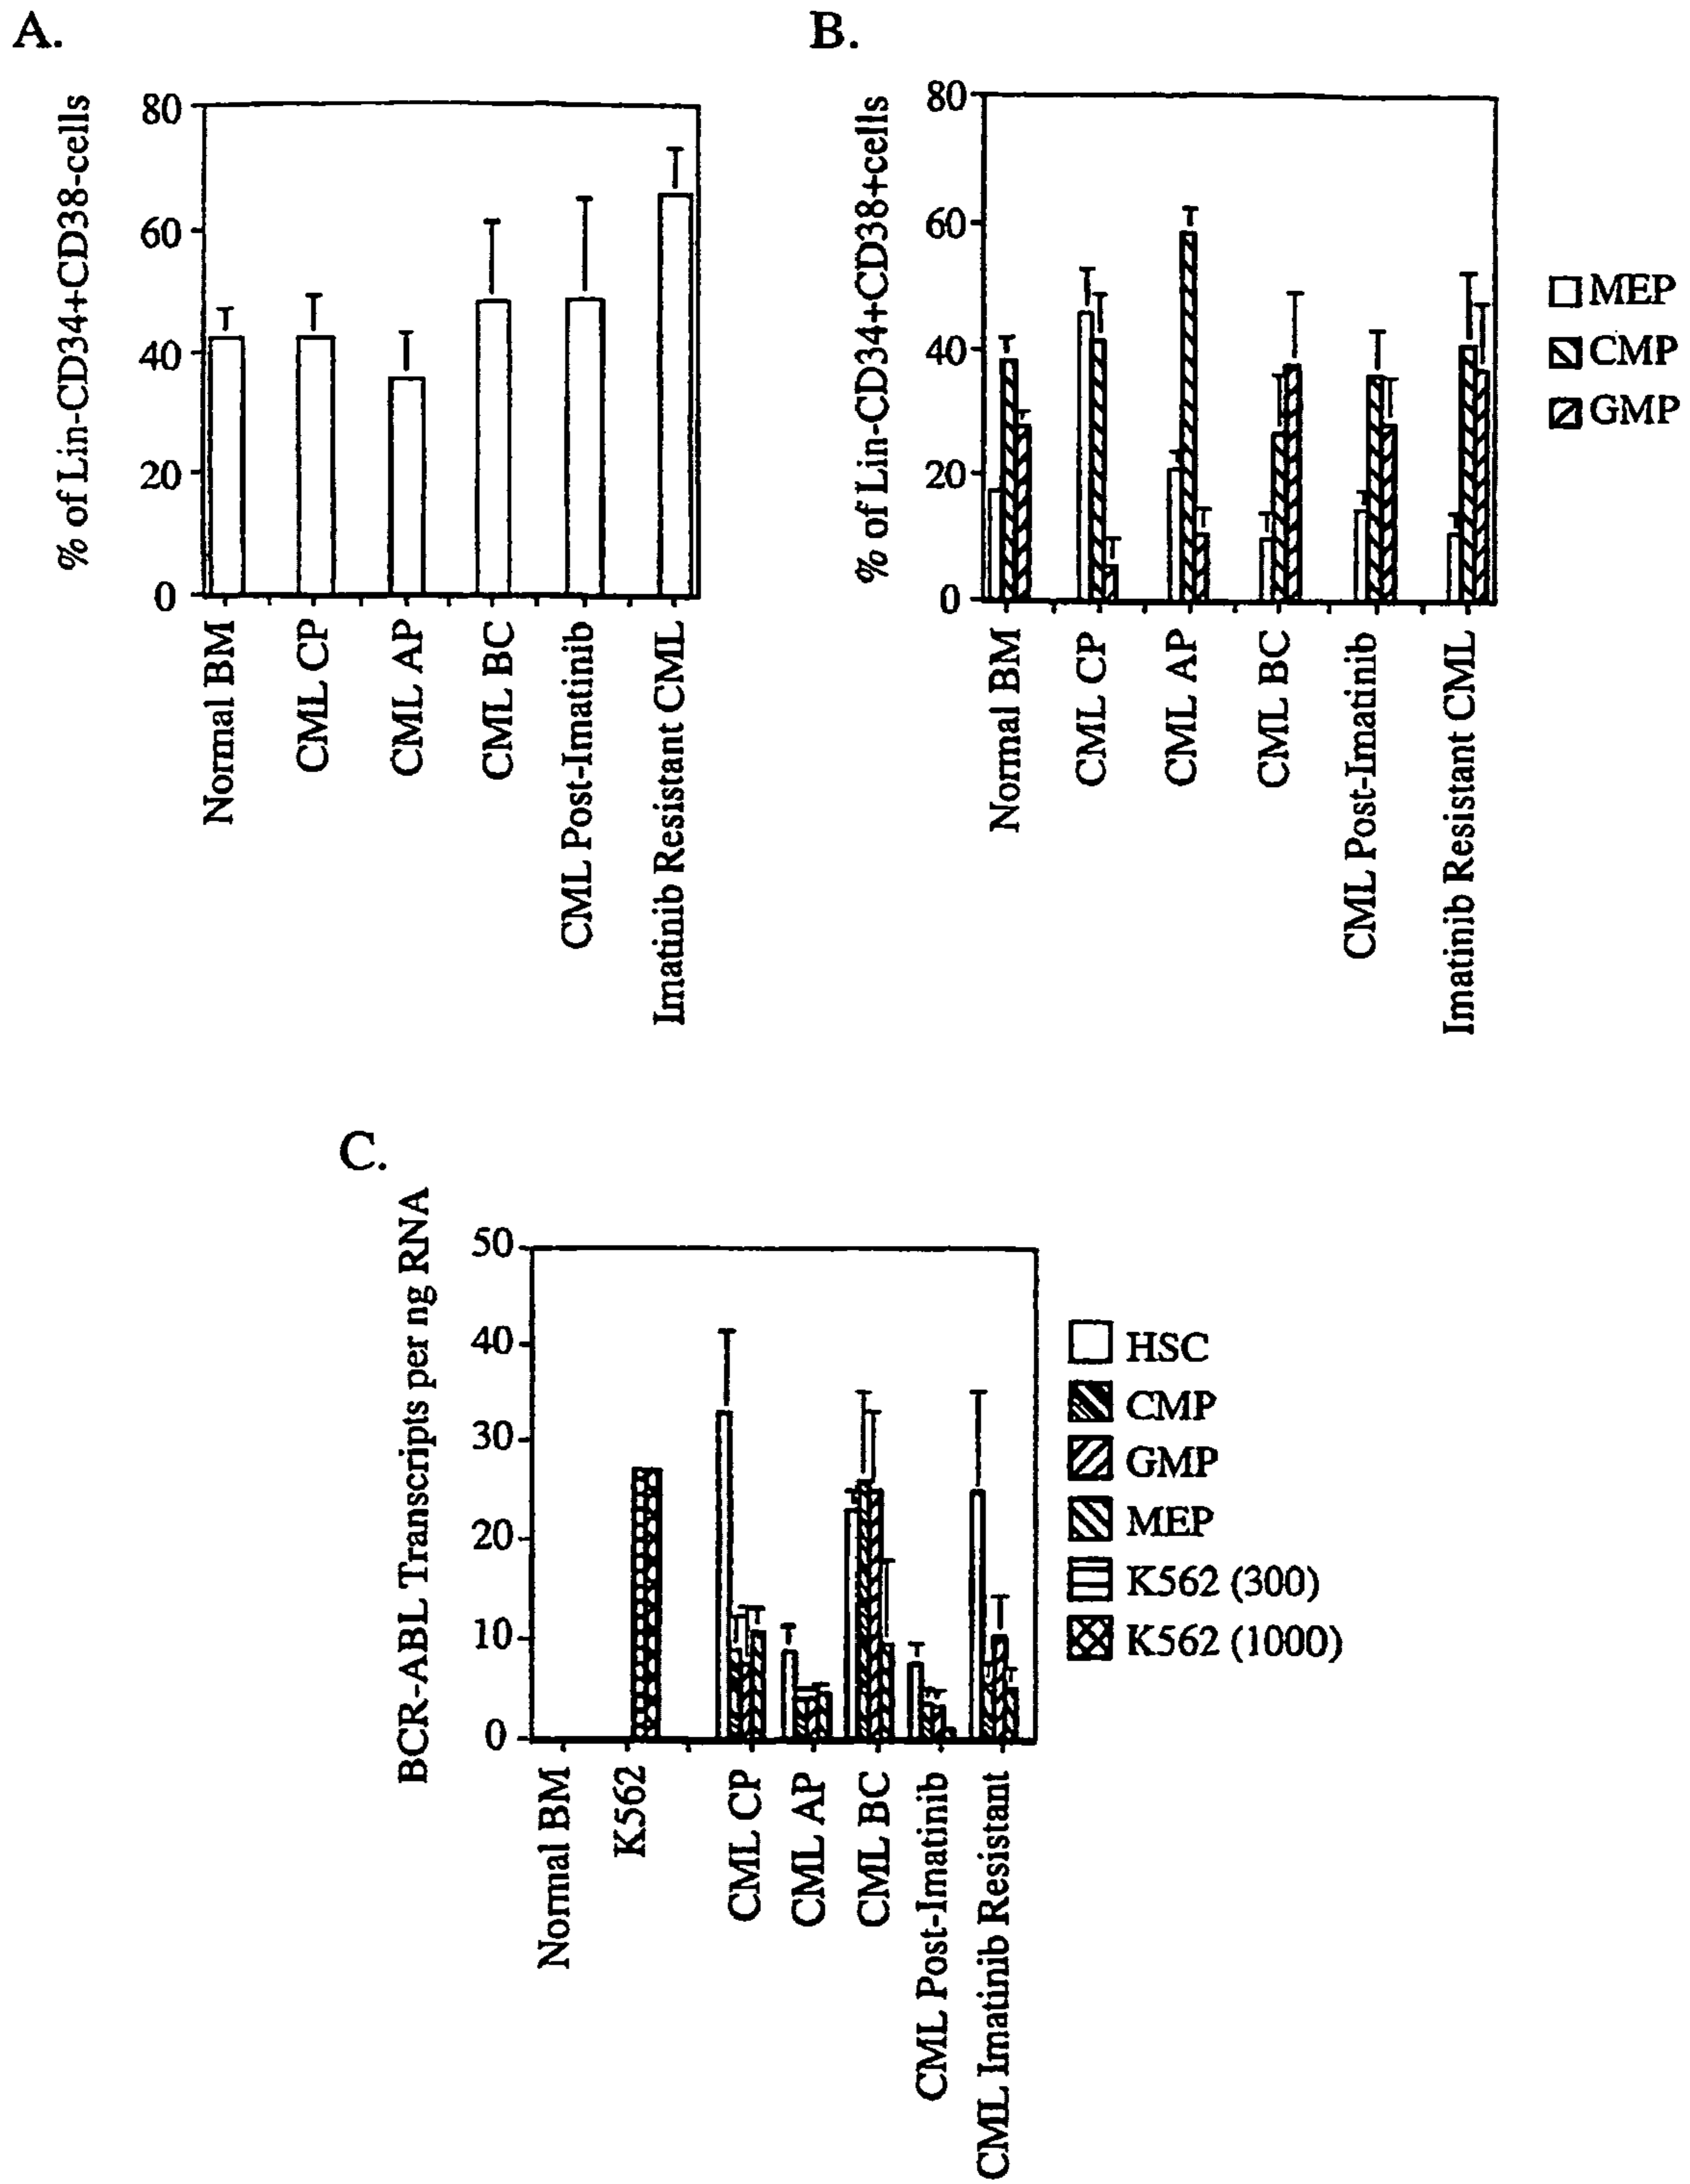 A.
% of Lin-CD34+CD38-cells
80
60
40
20
0
Normal BM
CML CP
CML AP
CML BC
CML Post-Imatinib
Imatinib Resistant CML
B.
% of Lin-CD34+CD38+cells
80
60
40
20
0
Normal BM
CML CP
CML AP
CML BC
CML Post-Imatinib
Imatinib Resistant CML
MEP
CMP
GMP
C.
BCR-ABL Transcripts per ng RNA
50
40
30
20
10
0
Normal BM
K562
CML CP
CML AP
CML BC
CML Post-Imatinib
CML Imatinib Resistant
HSC
CMP
GMP
MEP
K562 (300)
K562 (1000)